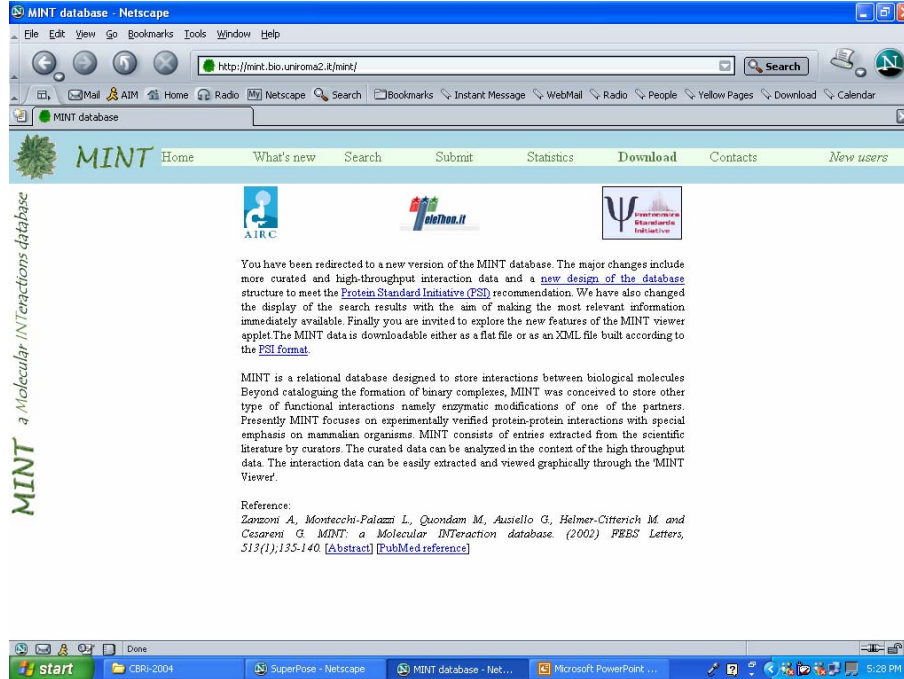 MINT database - Netscape
File Edit View Go Bookmarks Tools Window Help
http://mint.bio.uniroma2.it/mint/
Search
Mail AIM Home Radio My Netscape Search Bookmarks Instant Message WebMail Radio People Yellow Pages Download Calendar
MINT database
MINT Home What's new Search Submit Statistics Download Contacts New users
MINT a Molecular INTeractions database
AIRC
eleThon.it
Proteomics
Standards
Initiative
You have been redirected to a new version of the MINT database. The major changes include
more curated and high-throughput interaction data and a new design of the database
structure to meet the Protein Standard Initiative (PSI) recommendation. We have also changed
the display of the search results with the aim of making the most relevant information
immediately available. Finally you are invited to explore the new features of the MINT viewer
applet.The MINT data is downloadable either as a flat file or as an XML file built according to
the PSI format.
MINT is a relational database designed to store interactions between biological molecules
Beyond cataloguing the formation of binary complexes, MINT was conceived to store other
type of functional interactions namely enzymatic modifications of one of the partners.
Presently MINT focuses on experimentally verified protein-protein interactions with special
emphasis on mammalian organisms. MINT consists of entries extracted from the scientific
literature by curators. The curated data can be analyzed in the context of the high throughput
data. The interaction data can be easily extracted and viewed graphically through the 'MINT
Viewer'.
Reference:
Zanzoni A., Montecchi-Palazzi L., Quondam M., Ausiello G., Helmer-Citterich M. and
Cesareni G. MINT: a Molecular INTeraction database. (2002) FEBS Letters,
513(1);135-140. [Abstract] [PubMed reference]
Done
start CBRi-2004 SuperPose - Netscape MINT database - Net... Microsoft PowerPoint ... 5:28 PM